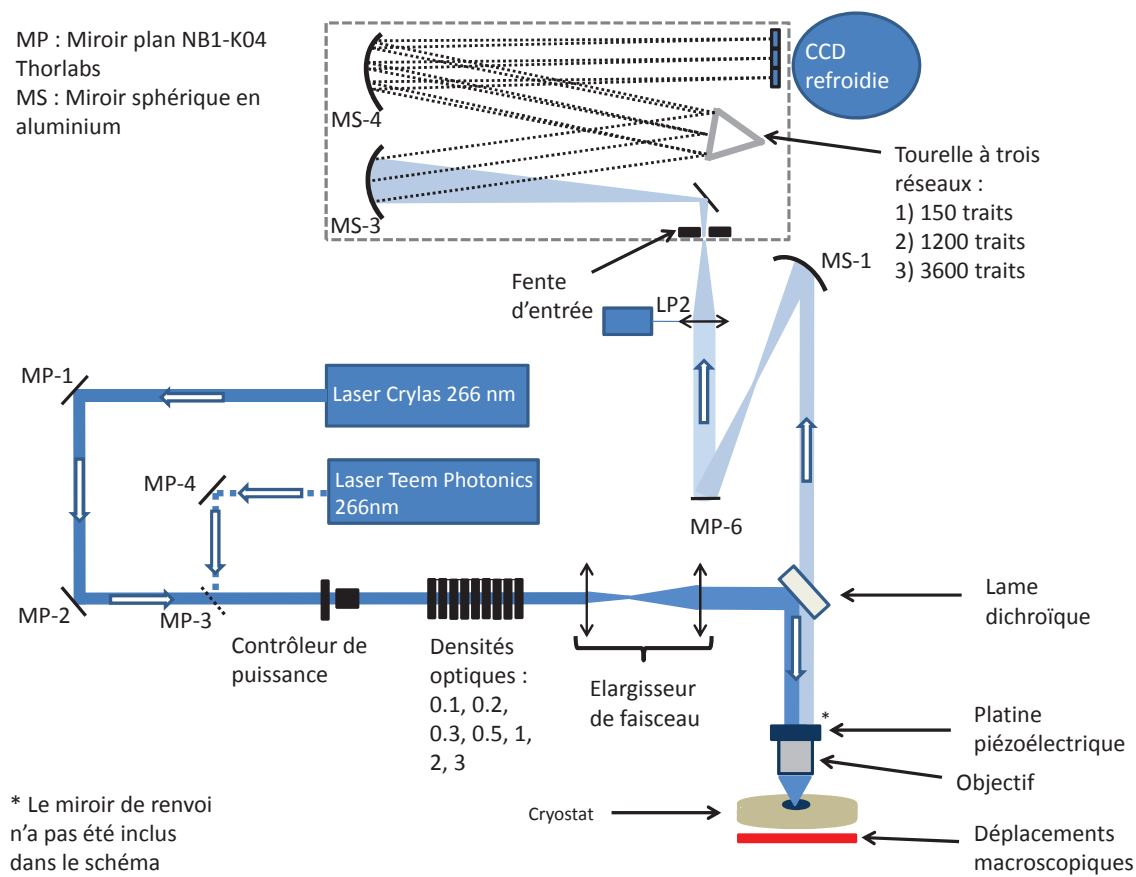 MP : Miroir plan NB1-K04
Thorlabs
MS : Miroir sphérique en
aluminium
CCD
refroidie
MS-4
MS-3
Tourelle à trois
réseaux :
1) 150 traits
2) 1200 traits
3) 3600 traits
MS-1
Fente
d'entrée
LP2
MP-1
Laser Crylas 266 nm
MP-4
Laser Teem Photonics
266nm
MP-6
MP-2
MP-3
Contrôleur de
puissance
Densités
optiques :
0.1, 0.2,
0.3, 0.5, 1,
2, 3
Elargisseur
de faisceau
Lame
dichroïque
*
Platine
piézoélectrique
Objectif
Cryostat
Déplacements
macroscopiques
* Le miroir de renvoi
n'a pas été inclus
dans le schéma